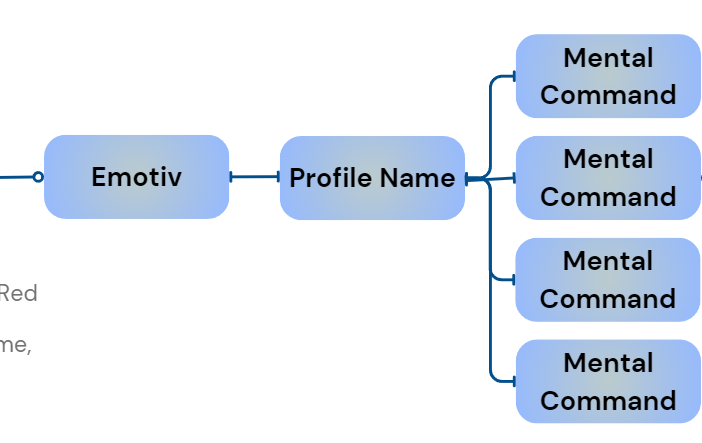 Mental
Command
Emotiv
Profile Name
Mental
Command
Mental
Command
Red
me,
Mental
Command